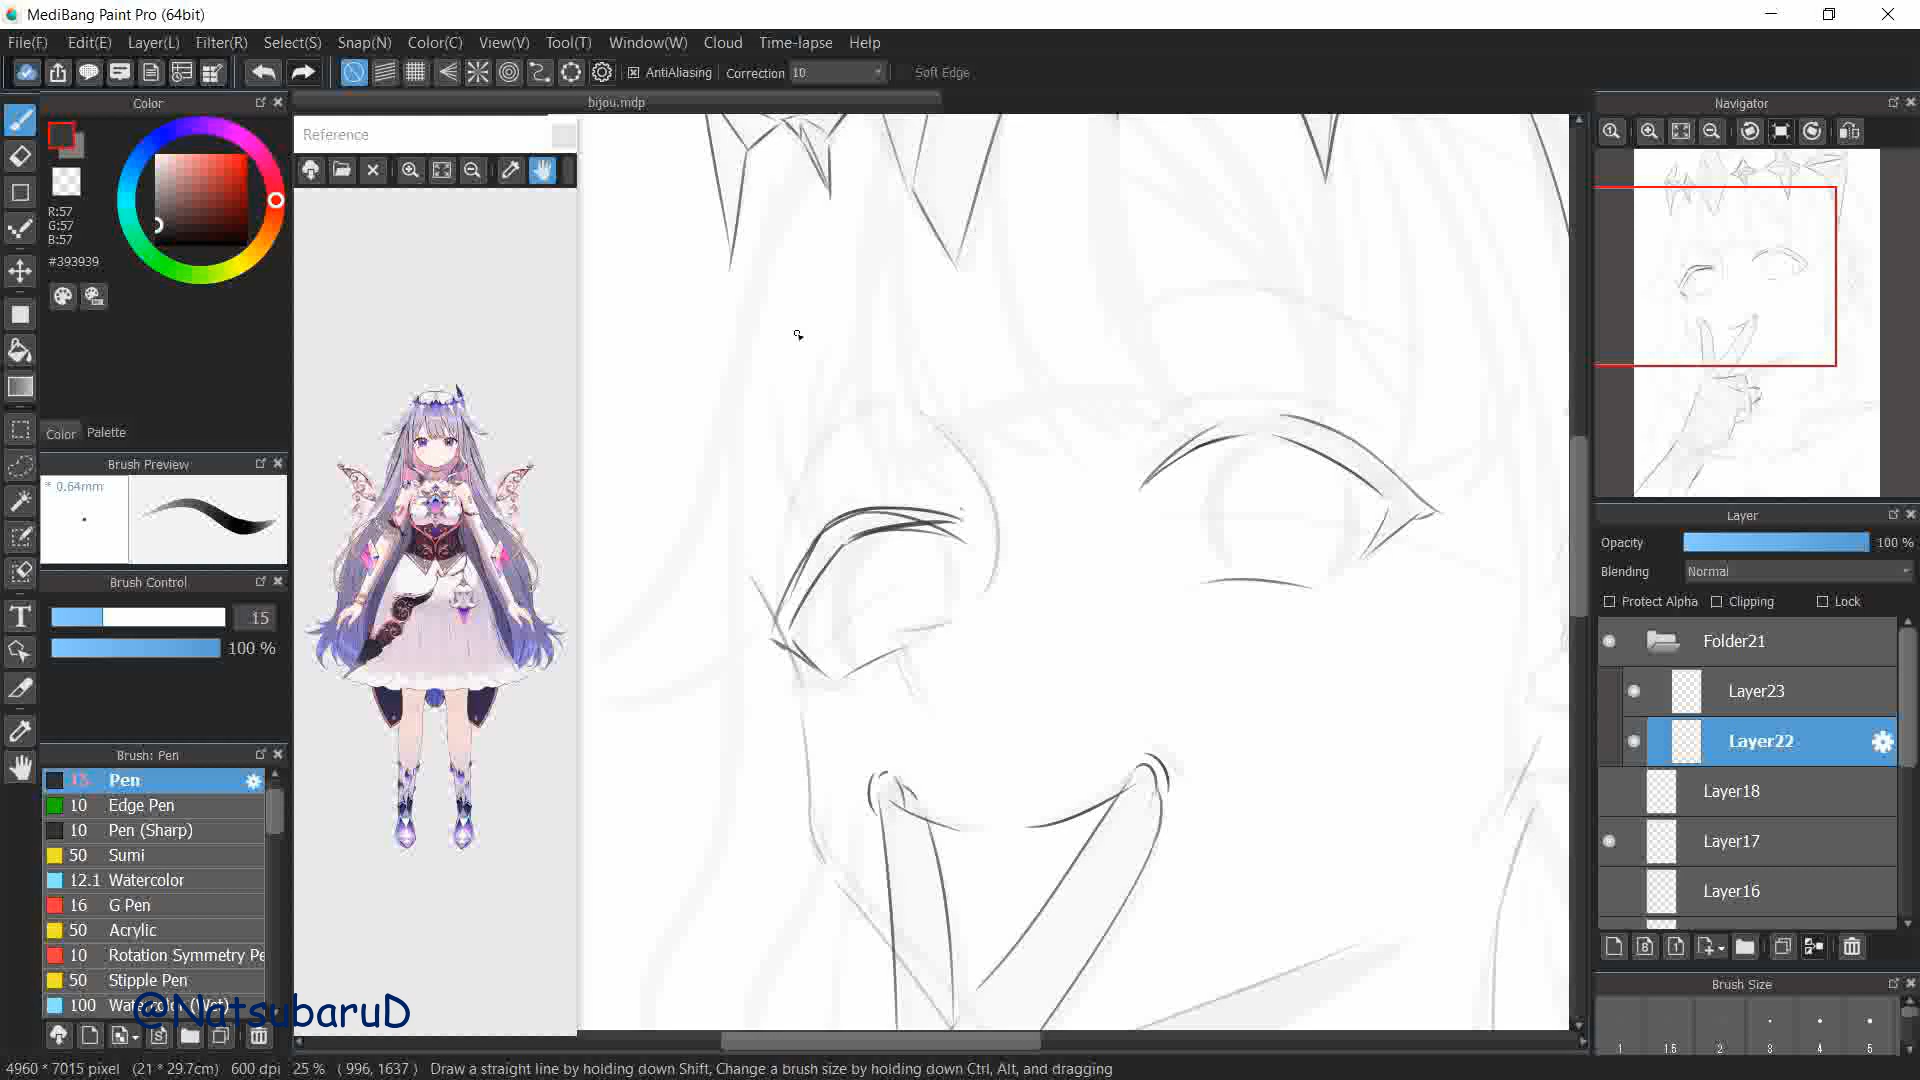 MediBang Paint Pro (64bit)
File(F) Edit(E) Layer(L) Filter(R) Select(S) Snap(N) Color(C) View(V) Tool(T) Window(W) Cloud Time-lapse Help
AntiAliasing Correction 10 Soft Edge
Color
bijou.mdp
Navigator
Reference
R:57
G:57
B:57
#393939
Color Palette
Brush Preview
* 0.64mm
Brush Control
15
100 %
Brush: Pen
15 Pen
10 Edge Pen
10 Pen (Sharp)
50 Sumi
12.1 Watercolor
16 G Pen
50 Acrylic
10 Rotation Symmetry Pe
50 Stipple Pen
100 Watercolor (Wet)
@NatsubaruD
Layer
Opacity 100 %
Blending Normal
Protect Alpha Clipping Lock
Folder21
Layer23
Layer22
Layer18
Layer17
Layer16
Brush Size
1 1.5 2 3 4 5
4960 * 7015 pixel (21 * 29.7cm) 600 dpi 25 % ( 996, 1637 ) Draw a straight line by holding down Shift, Change a brush size by holding down Ctrl, Alt, and dragging